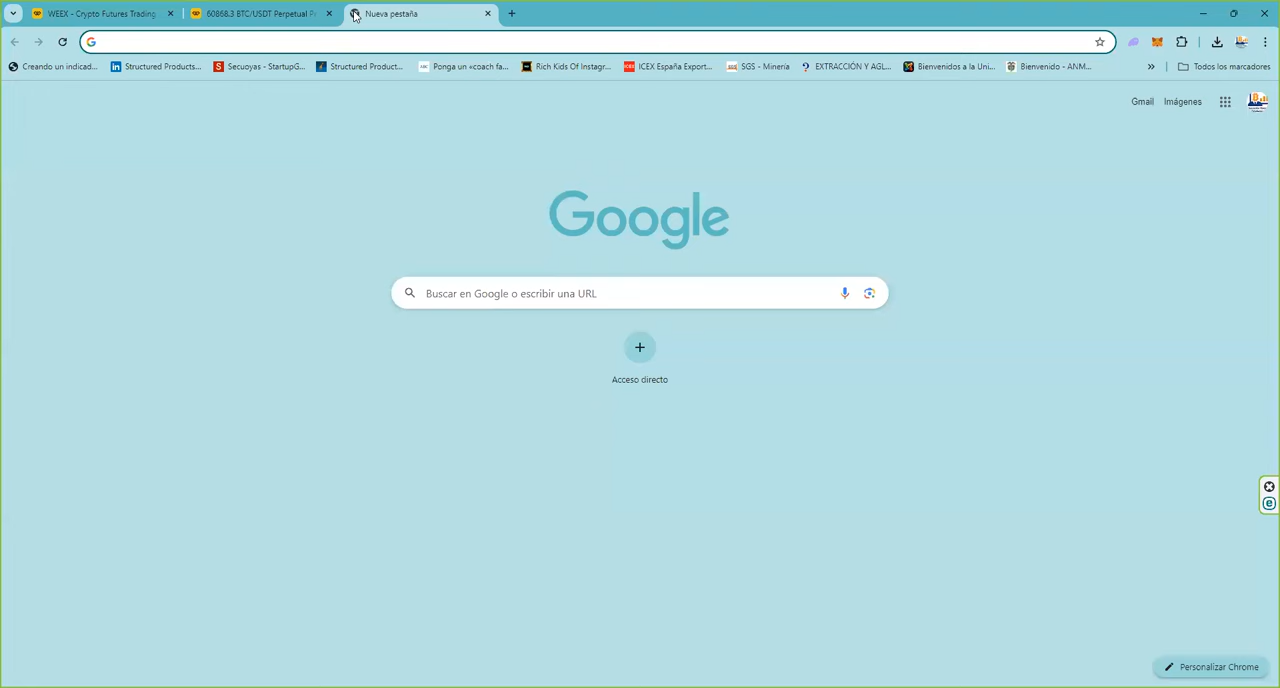 WEEX - Crypto Futures Trading
60868.3 BTC/USDT Perpetual P
Nueva pestaña
Creando un indicad...
Structured Products...
Secuoyas - StartupG...
Structured Product...
Ponga un «coach fa...
Rich Kids Of Instagr...
ICEX España Export...
SGS - Minería
EXTRACCIÓN Y AGL...
Bienvenidos a la Uni...
Bienvenido - ANM...
Todos los marcadores
Gmail
Imágenes
Google
Buscar en Google o escribir una URL
Acceso directo
Personalizar Chrome